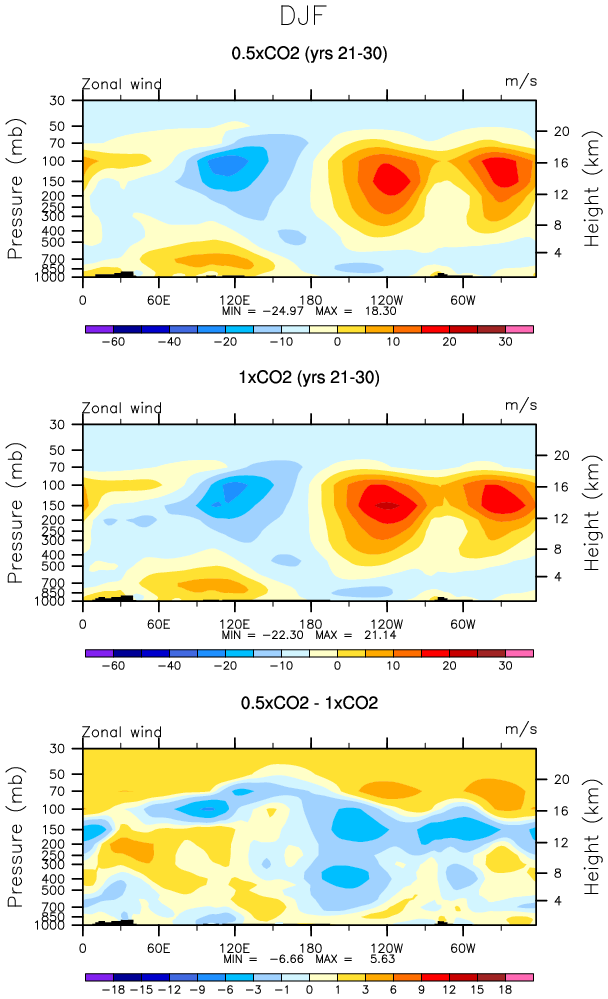 DJF
0.5xCO2 (yrs 21-30)
Zonal wind m/s
Pressure (mb)
30
50
70
100
150
200
250
300
400
500
700
850
1000
Height (km)
20
16
12
8
4
0 60E 120E 180 120W 60W
MIN = -24.97 MAX = 18.30
-60 -40 -20 -10 0 10 20 30
1xCO2 (yrs 21-30)
Zonal wind m/s
Pressure (mb)
30
50
70
100
150
200
250
300
400
500
700
850
1000
Height (km)
20
16
12
8
4
0 60E 120E 180 120W 60W
MIN = -22.30 MAX = 21.14
-60 -40 -20 -10 0 10 20 30
0.5xCO2 - 1xCO2
Zonal wind m/s
Pressure (mb)
30
50
70
100
150
200
250
300
400
500
700
850
1000
Height (km)
20
16
12
8
4
0 60E 120E 180 120W 60W
MIN = -6.66 MAX = 5.63
-18 -15 -12 -9 -6 -3 -1 0 1 3 6 9 12 15 18